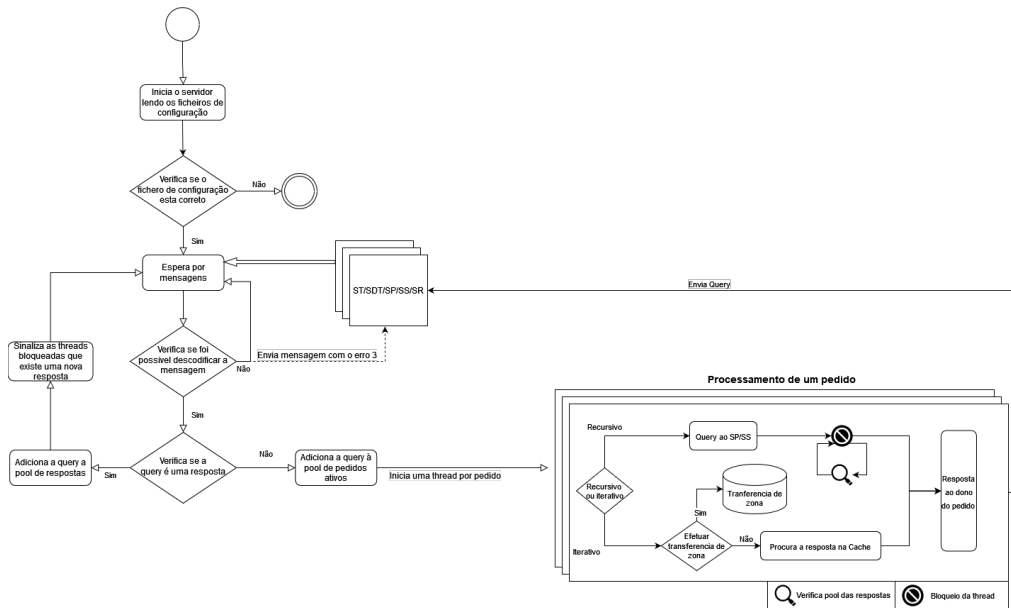 Inicia o servidor
lendo os ficheiros de
configuração
Verifica se o
fichero de configuração
esta correto
Não
Sim
Espera por
mensagens
ST/SDT/SP/SS/SR
Envia Query
Verifica se foi
possivel descodificar a
mensagem
Não
Envia mensagem com o erro 3
Sinaliza as threads
bloqueadas que
existe uma nova
resposta
Sim
Verifica se a
query é uma resposta
Sim
Adiciona a query a
pool de respostas
Não
Adiciona a query à
pool de pedidos
ativos
Inicia uma thread por pedido
Processamento de um pedido
Recursivo
Query ao SP/SS
Recursivo
ou iterativo
Tranferencia de
zona
Sim
Iterativo
Efetuar
transferencia de
zona
Não
Procura a resposta na Cache
Resposta
ao dono
do pedido
Verifica pool das respostas
Bloqueio da thread